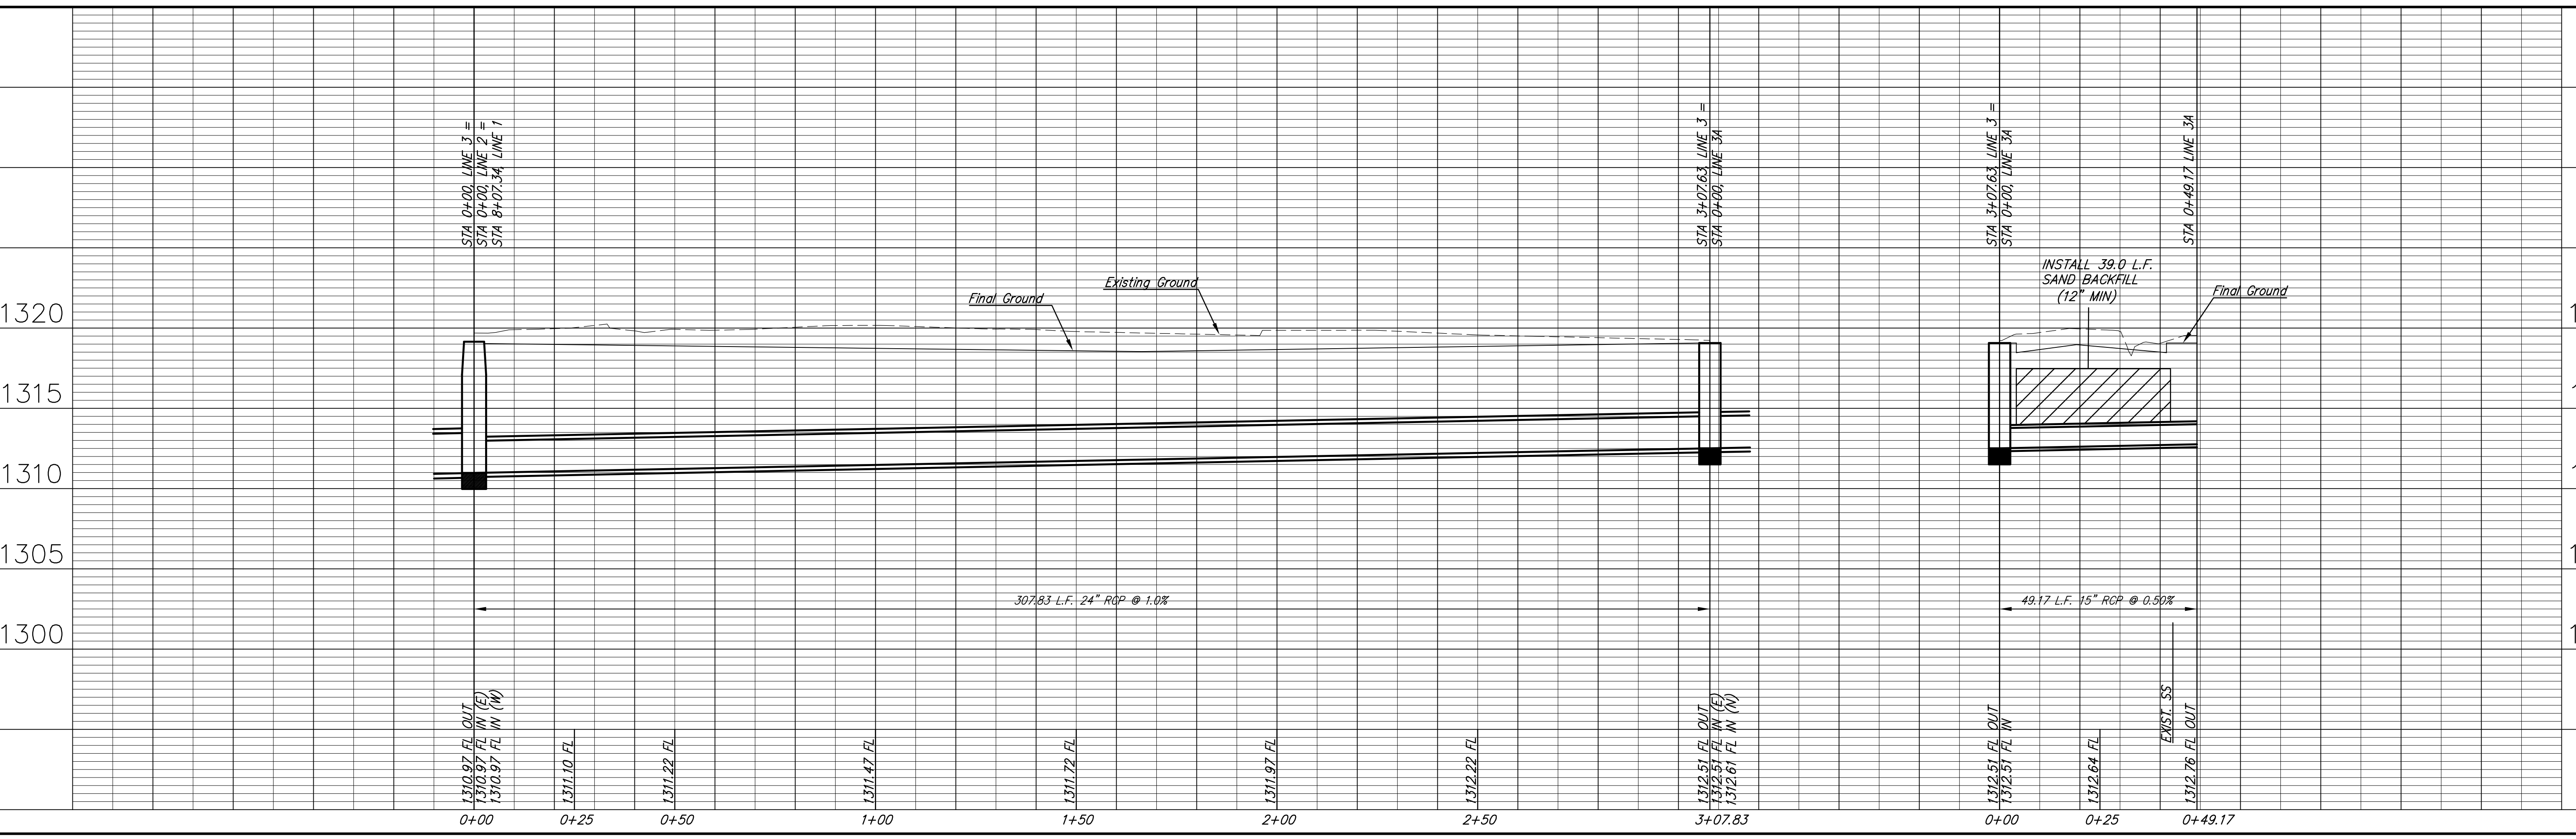 STA 0+00, LINE 3 =
STA 0+00, LINE 2 =
STA 8+07.34, LINE 1
STA 3+07.63, LINE 3 =
STA 0+00, LINE 3A
STA 3+07.63, LINE 3 =
STA 0+00, LINE 3A
STA 0+49.17 LINE 3A
Existing Ground
Final Ground
INSTALL 39.0 L.F.
SAND BACKFILL
(12" MIN)
Final Ground
1320
1315
1310
1305
1300
1
1
1
1
1
307.83 L.F. 24" RCP @ 1.0%
49.17 L.F. 15" RCP @ 0.50%
1310.97 FL OUT
1310.97 FL IN (E)
1310.97 FL IN (W)
1311.10 FL
1311.22 FL
1311.47 FL
1311.72 FL
1311.97 FL
1312.22 FL
1312.51 FL OUT
1312.51 FL IN (E)
1312.61 FL IN (N)
1312.51 FL OUT
1312.51 FL IN
1312.64 FL
EXIST. SS
1312.76 FL OUT
0+00
0+25
0+50
1+00
1+50
2+00
2+50
3+07.83
0+00
0+25
0+49.17